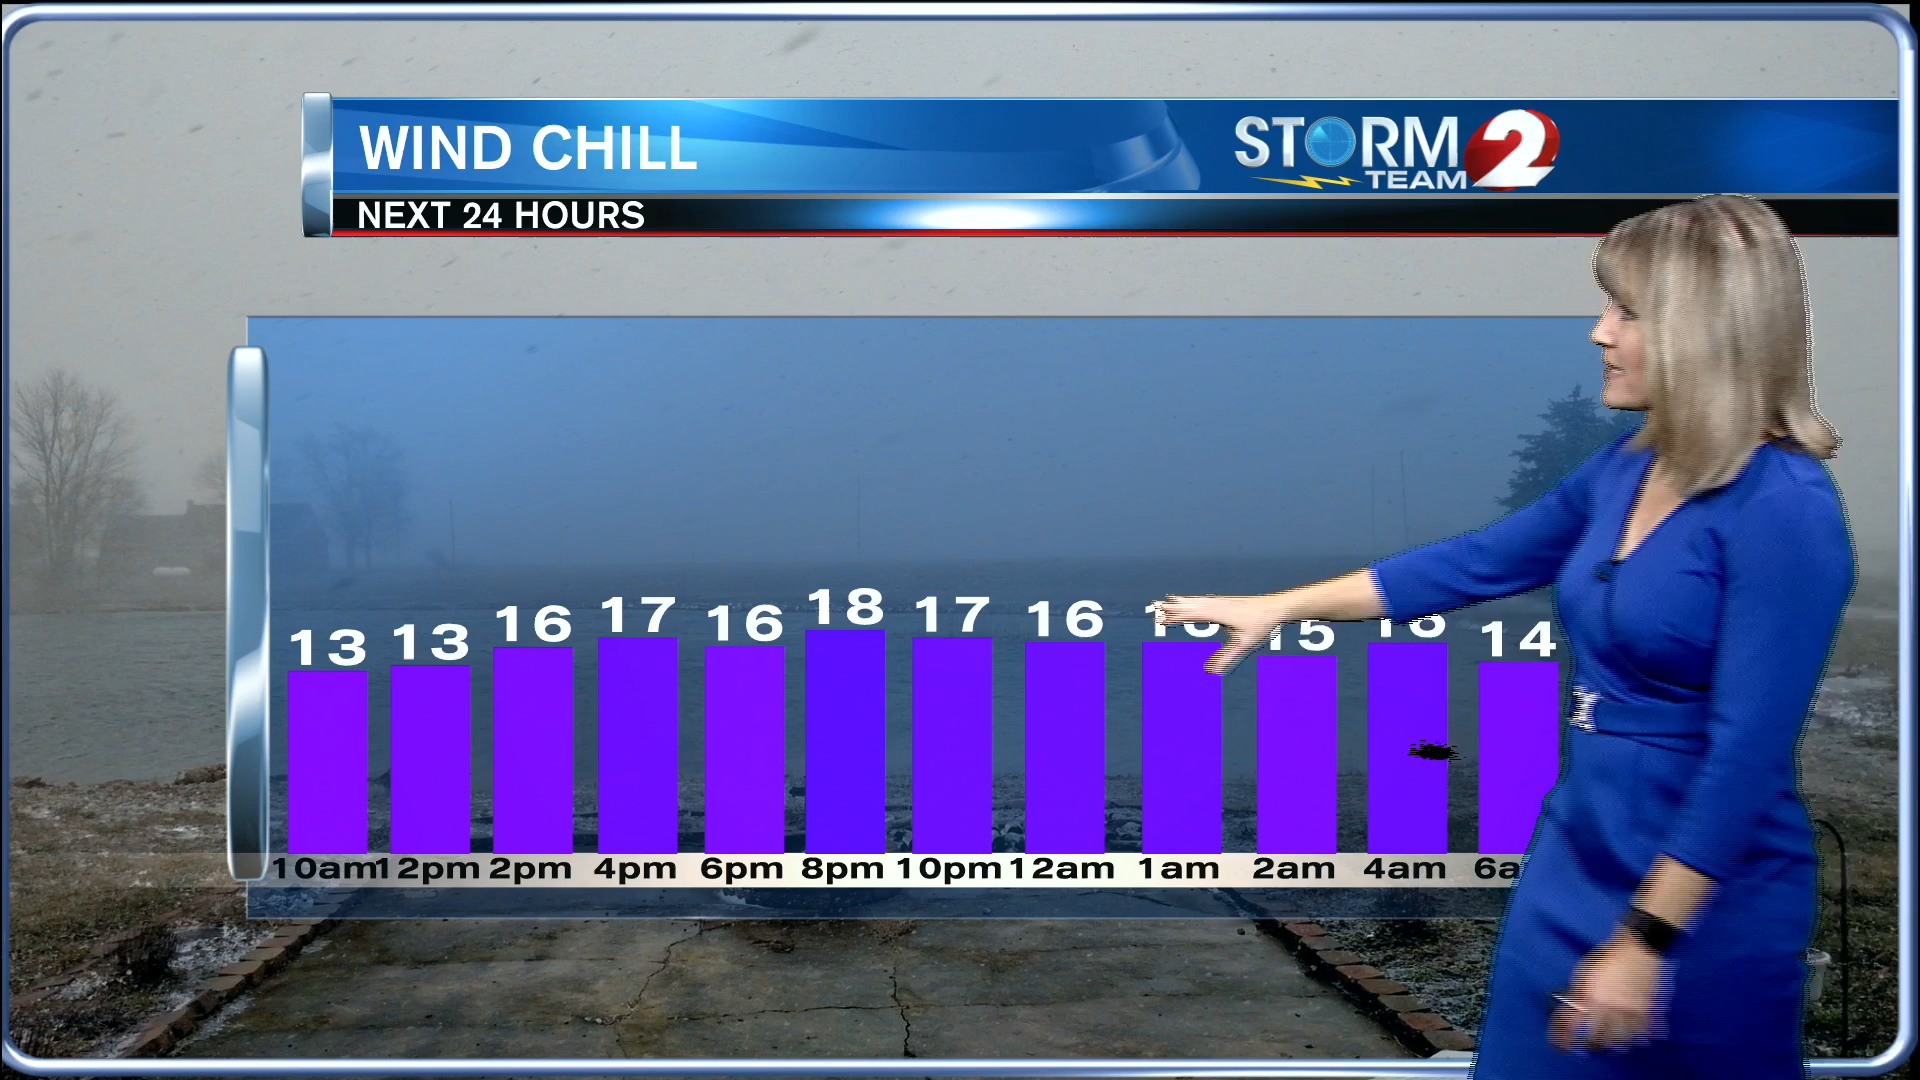 WIND CHILL
STORM
TEAM 2
NEXT 24 HOURS
13 13 16 17 16 18 17 16 15 14
10am 12pm 2pm 4pm 6pm 8pm 10pm 12am 1am 2am 4am